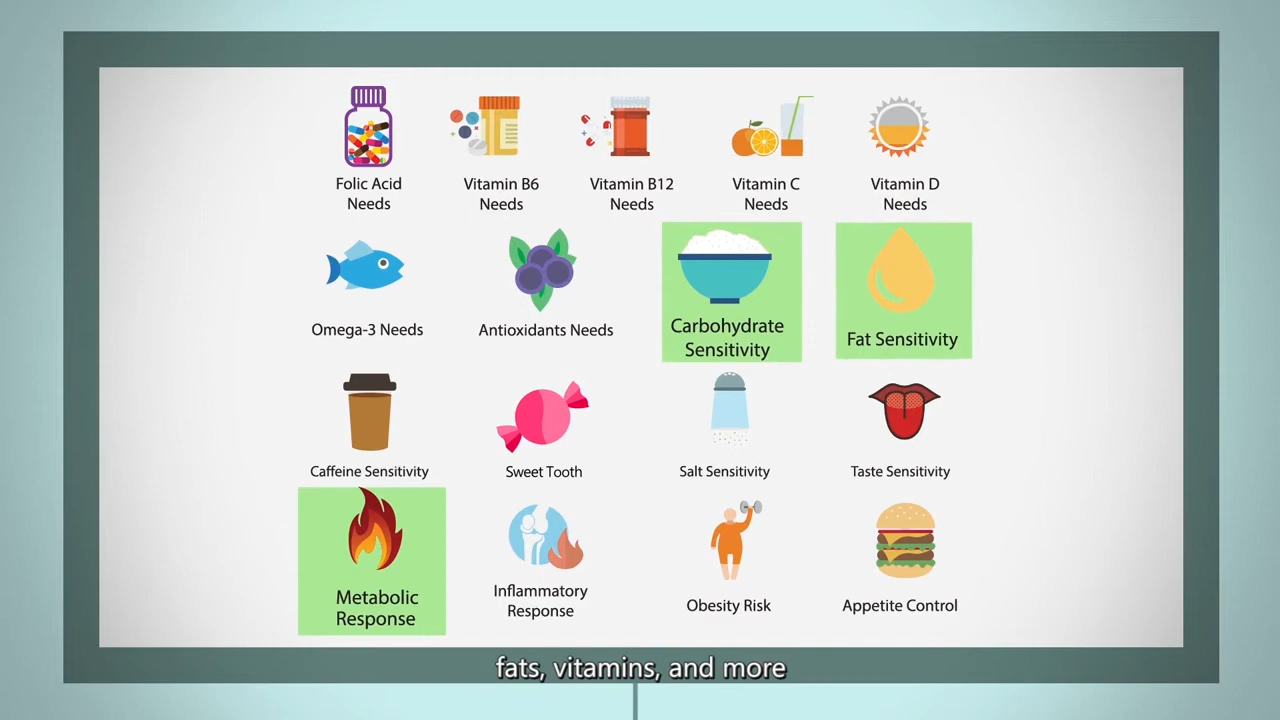 Folic Acid
Needs
Vitamin B6
Needs
Vitamin B12
Needs
Vitamin C
Needs
Vitamin D
Needs
Omega-3 Needs
Antioxidants Needs
Carbohydrate
Sensitivity
Fat Sensitivity
Caffeine Sensitivity
Sweet Tooth
Salt Sensitivity
Taste Sensitivity
Metabolic
Response
Inflammatory
Response
Obesity Risk
Appetite Control
fats, vitamins, and more